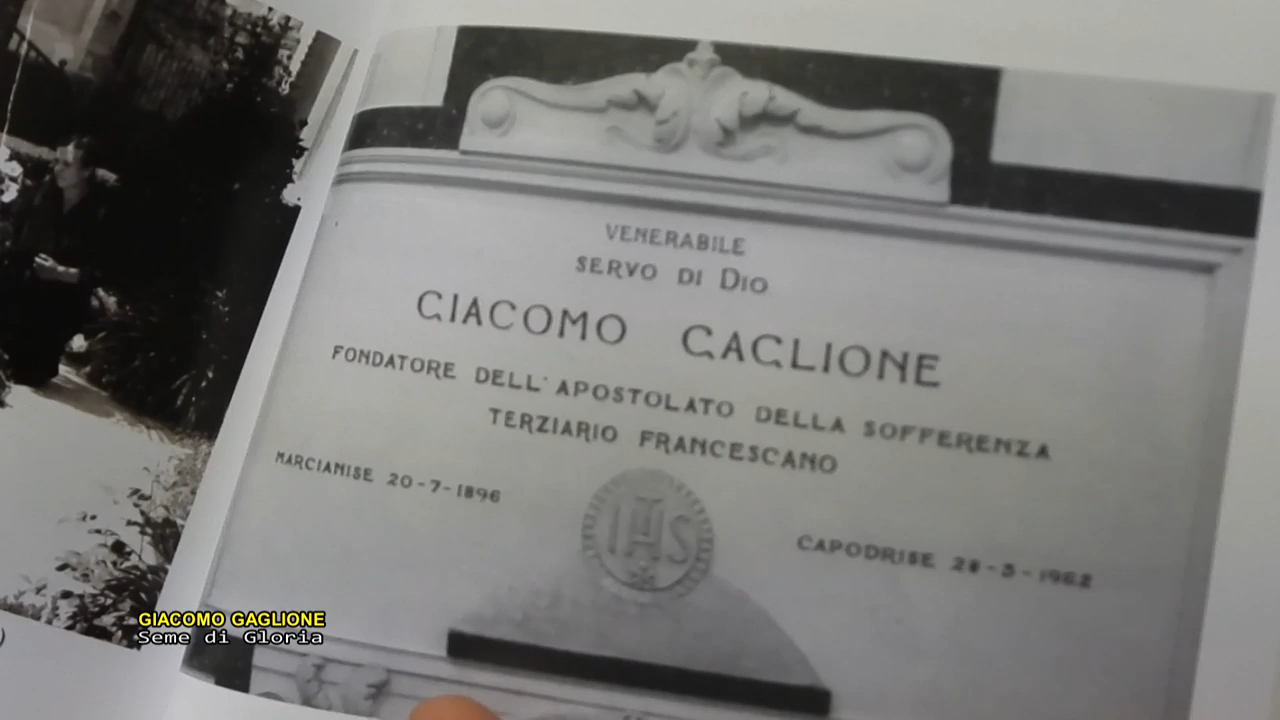 VENERABILE
SERVO DI DIO
GIACOMO GAGLIONE
FONDATORE DELL'APOSTOLATO DELLA SOFFERENZA
TERZIARIO FRANCESCANO
MARCIANISE 20-7-1896
IHS
CAPODRISE 28-5-1962
GIACOMO GAGLIONE
Seme di Gloria
)